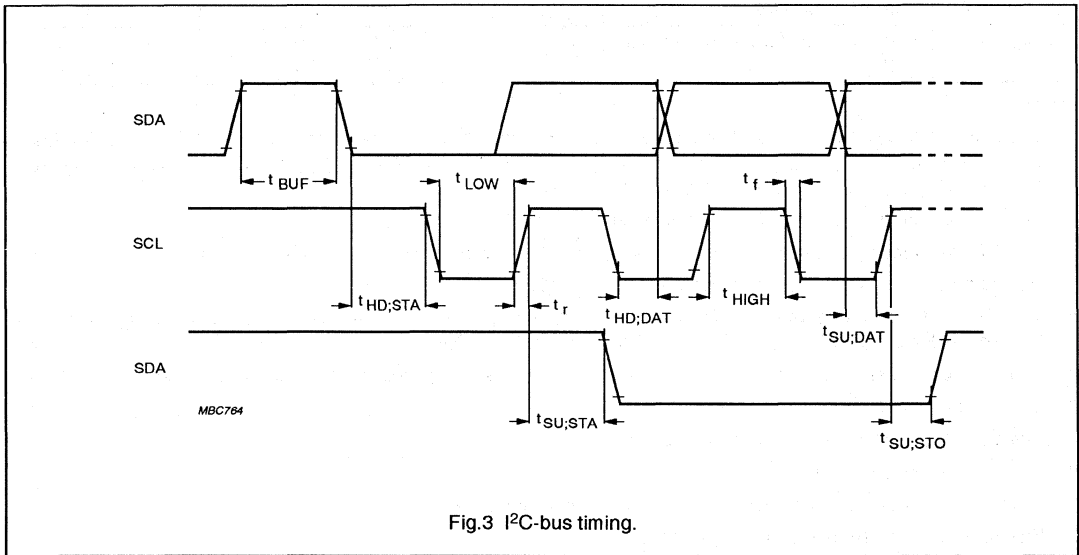 SDA
t BUF
t LOW
t f
SCL
t HD;STA
t r
t HD;DAT
t HIGH
t SU;DAT
SDA
MBC764
t SU;STA
t SU;STO
Fig.3 I²C-bus timing.